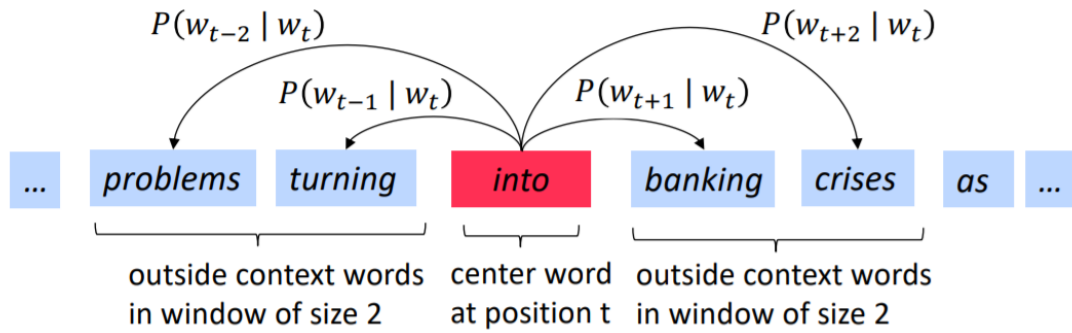 P(w_{t−2} | w_t)
P(w_{t+2} | w_t)
P(w_{t−1} | w_t)
P(w_{t+1} | w_t)
... problems turning into banking crises as ...
outside context words
in window of size 2
center word
at position t
outside context words
in window of size 2